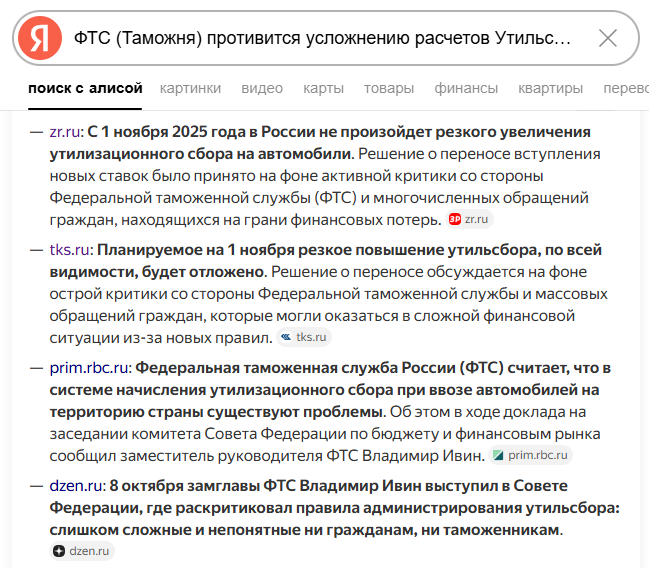 Я ФТС (Таможня) противится усложнению расчетов Утильс...
поиск с алисой картинки видео карты товары финансы квартиры перево
— zr.ru: С 1 ноября 2025 года в России не произойдет резкого увеличения
утилизационного сбора на автомобили. Решение о переносе вступления
новых ставок было принято на фоне активной критики со стороны
Федеральной таможенной службы (ФТС) и многочисленных обращений
граждан, находящихся на грани финансовых потерь. ЗР zr.ru
— tks.ru: Планируемое на 1 ноября резкое повышение утильсбора, по всей
видимости, будет отложено. Решение о переносе обсуждается на фоне
острой критики со стороны Федеральной таможенной службы и массовых
обращений граждан, которые могли оказаться в сложной финансовой
ситуации из-за новых правил. tks.ru
— prim.rbc.ru: Федеральная таможенная служба России (ФТС) считает, что в
системе начисления утилизационного сбора при ввозе автомобилей на
территорию страны существуют проблемы. Об этом в ходе доклада на
заседании комитета Совета Федерации по бюджету и финансовым рынка
сообщил заместитель руководителя ФТС Владимир Ивин. prim.rbc.ru
— dzen.ru: 8 октября замглавы ФТС Владимир Ивин выступил в Совете
Федерации, где раскритиковал правила администрирования утильсбора:
слишком сложные и непонятные ни гражданам, ни таможенникам.
dzen.ru